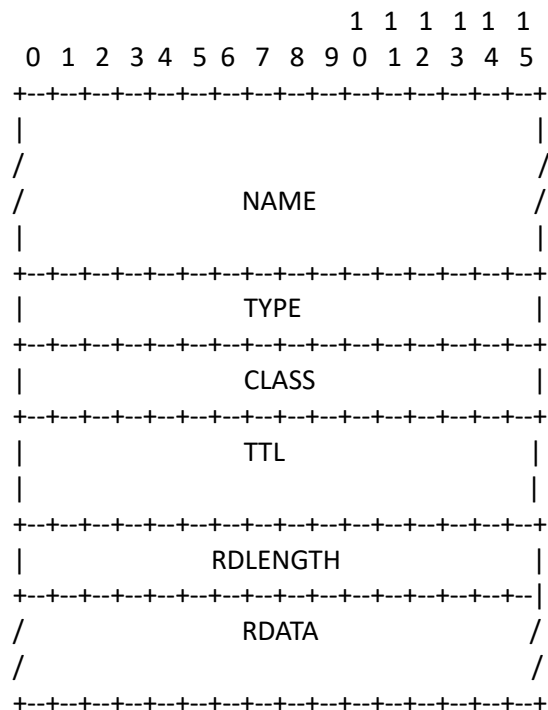 1 1 1 1 1 1
0 1 2 3 4 5 6 7 8 9 0 1 2 3 4 5
+--+--+--+--+--+--+--+--+--+--+--+--+--+--+--+--+
| |
/ /
/ NAME /
| |
+--+--+--+--+--+--+--+--+--+--+--+--+--+--+--+--+
| TYPE |
+--+--+--+--+--+--+--+--+--+--+--+--+--+--+--+--+
| CLASS |
+--+--+--+--+--+--+--+--+--+--+--+--+--+--+--+--+
| TTL |
| |
+--+--+--+--+--+--+--+--+--+--+--+--+--+--+--+--+
| RDLENGTH |
+--+--+--+--+--+--+--+--+--+--+--+--+--+--+--+--|
/ RDATA /
/ /
+--+--+--+--+--+--+--+--+--+--+--+--+--+--+--+--+